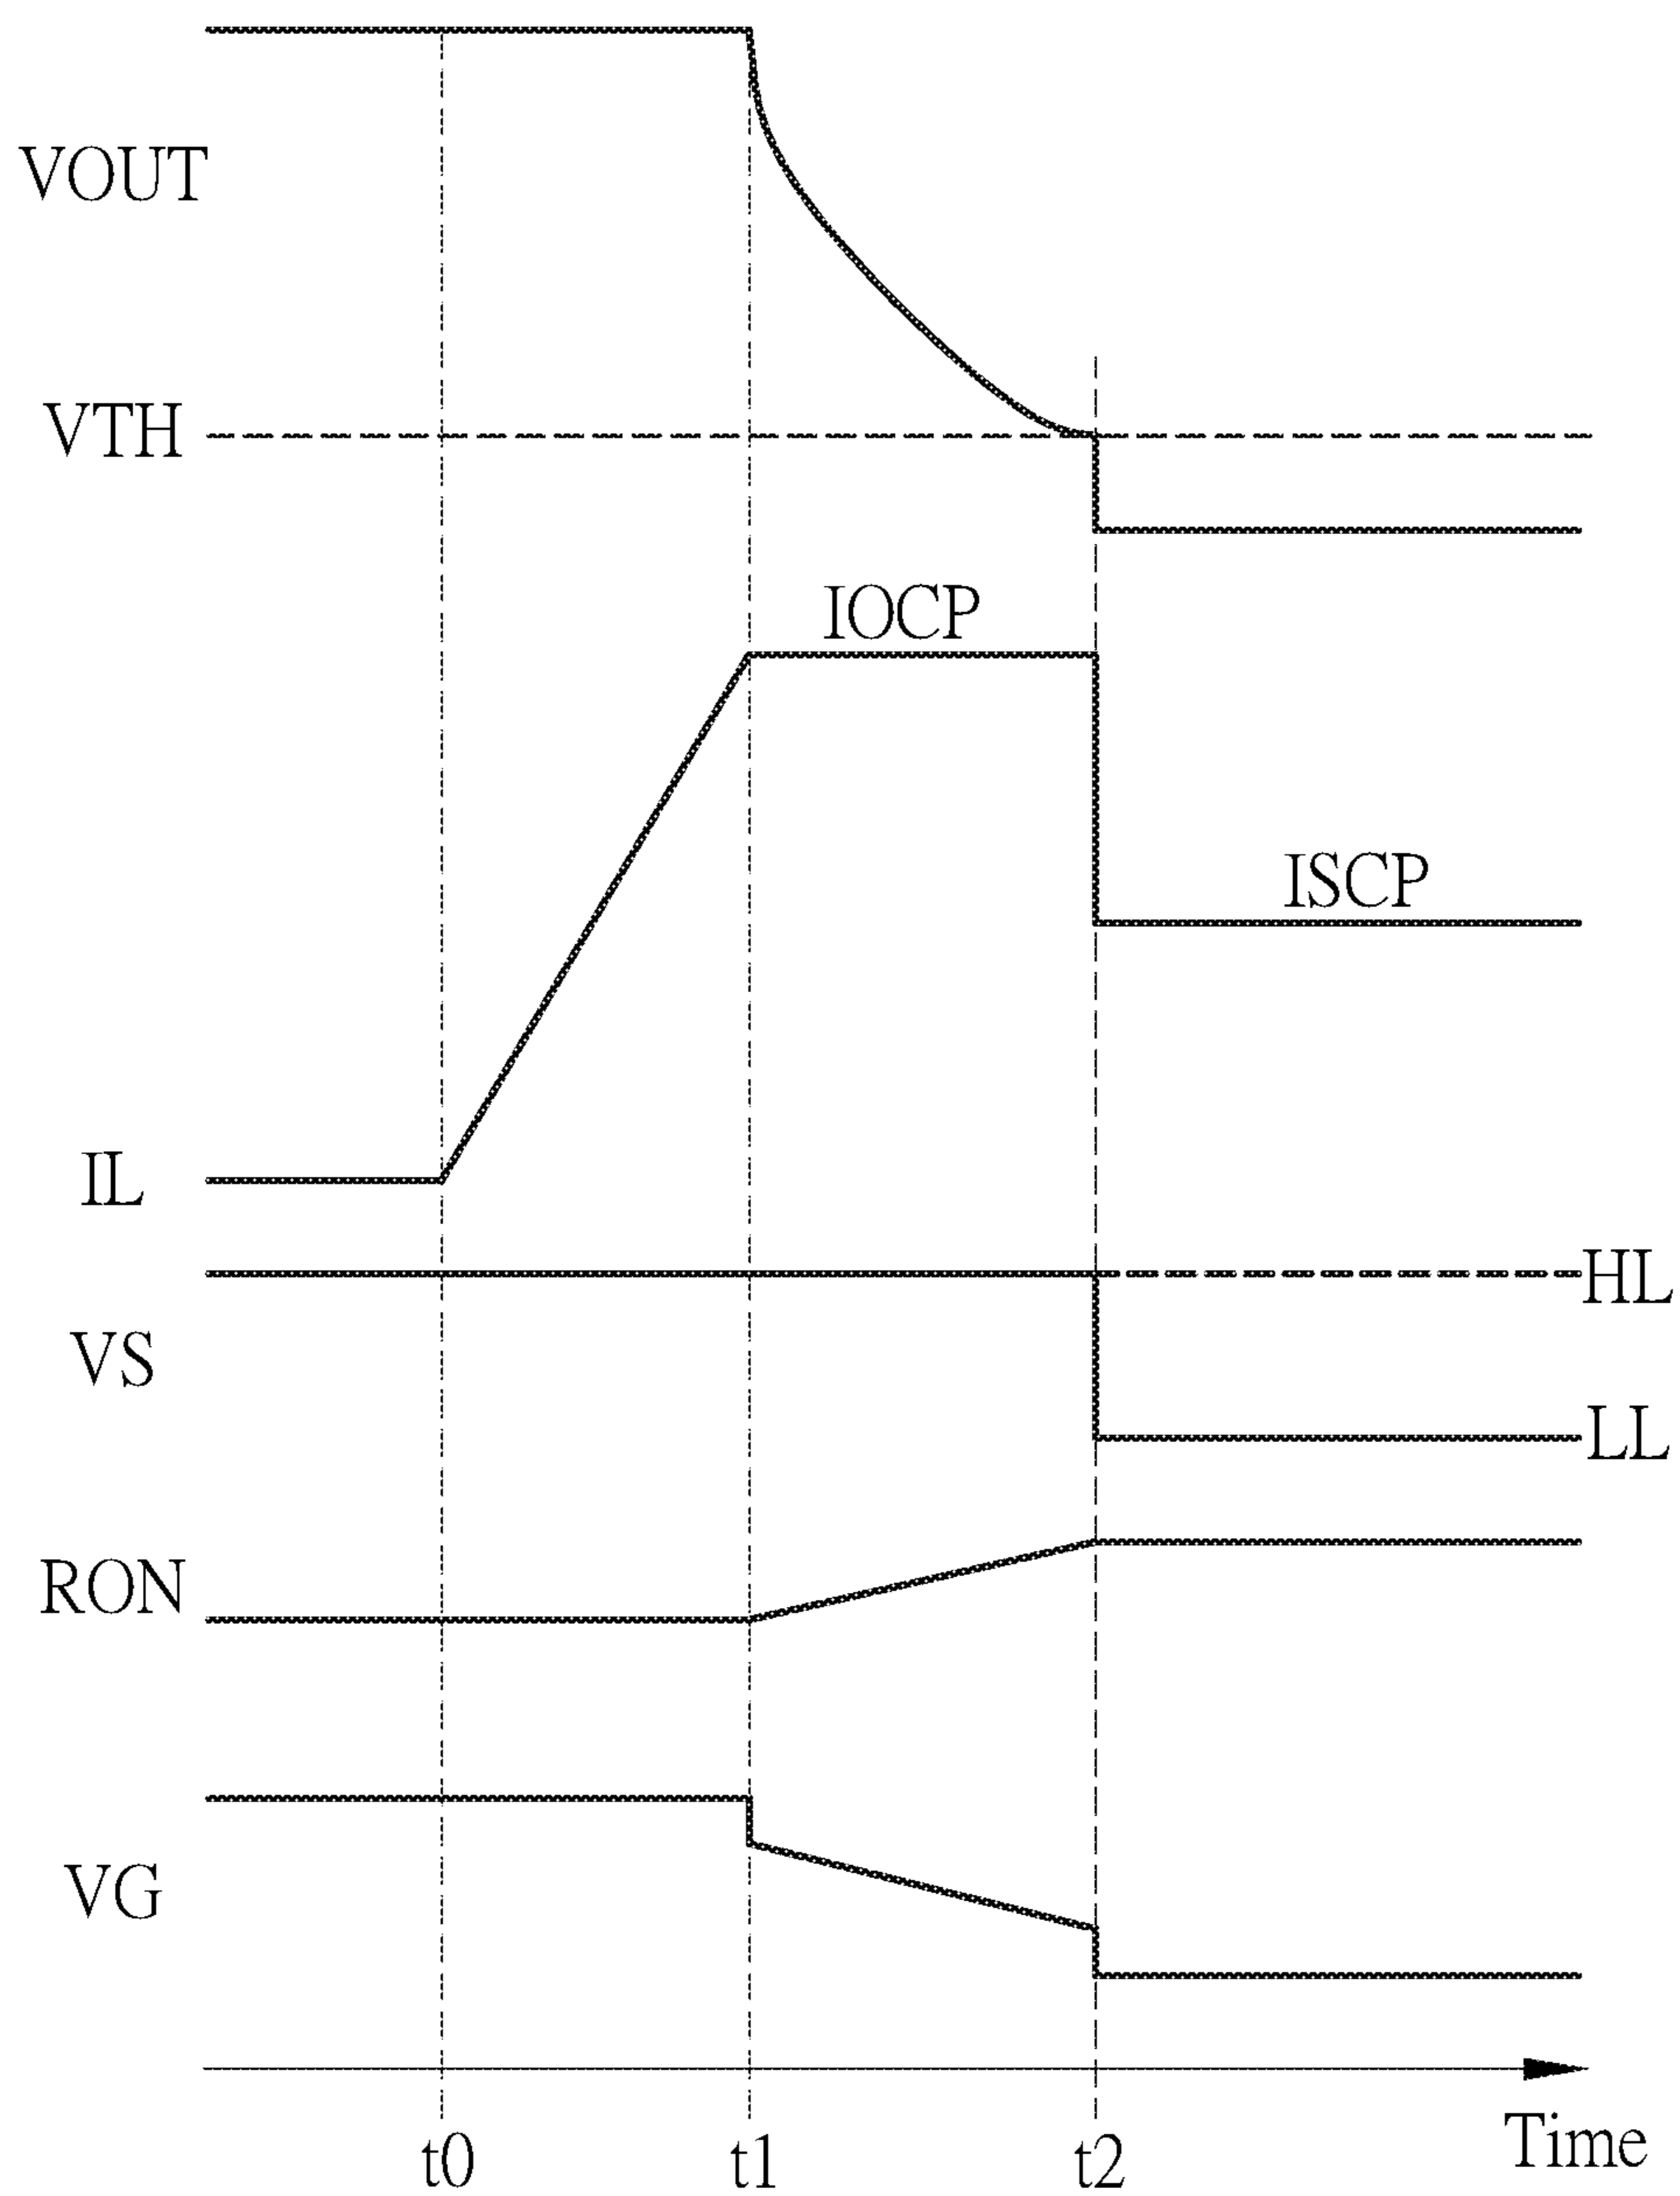 VOUT
VTH
IOCP
ISCP
IL
HL
VS
LL
RON
VG
Time
t0 t1 t2